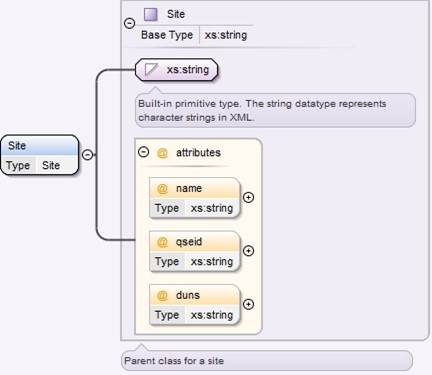 Site
Base Type xs:string
xs:string
Built-in primitive type. The string datatype represents
character strings in XML.
Site
Type Site
@ attributes
@ name
Type xs:string
@ qseid
Type xs:string
@ duns
Type xs:string
Parent class for a site